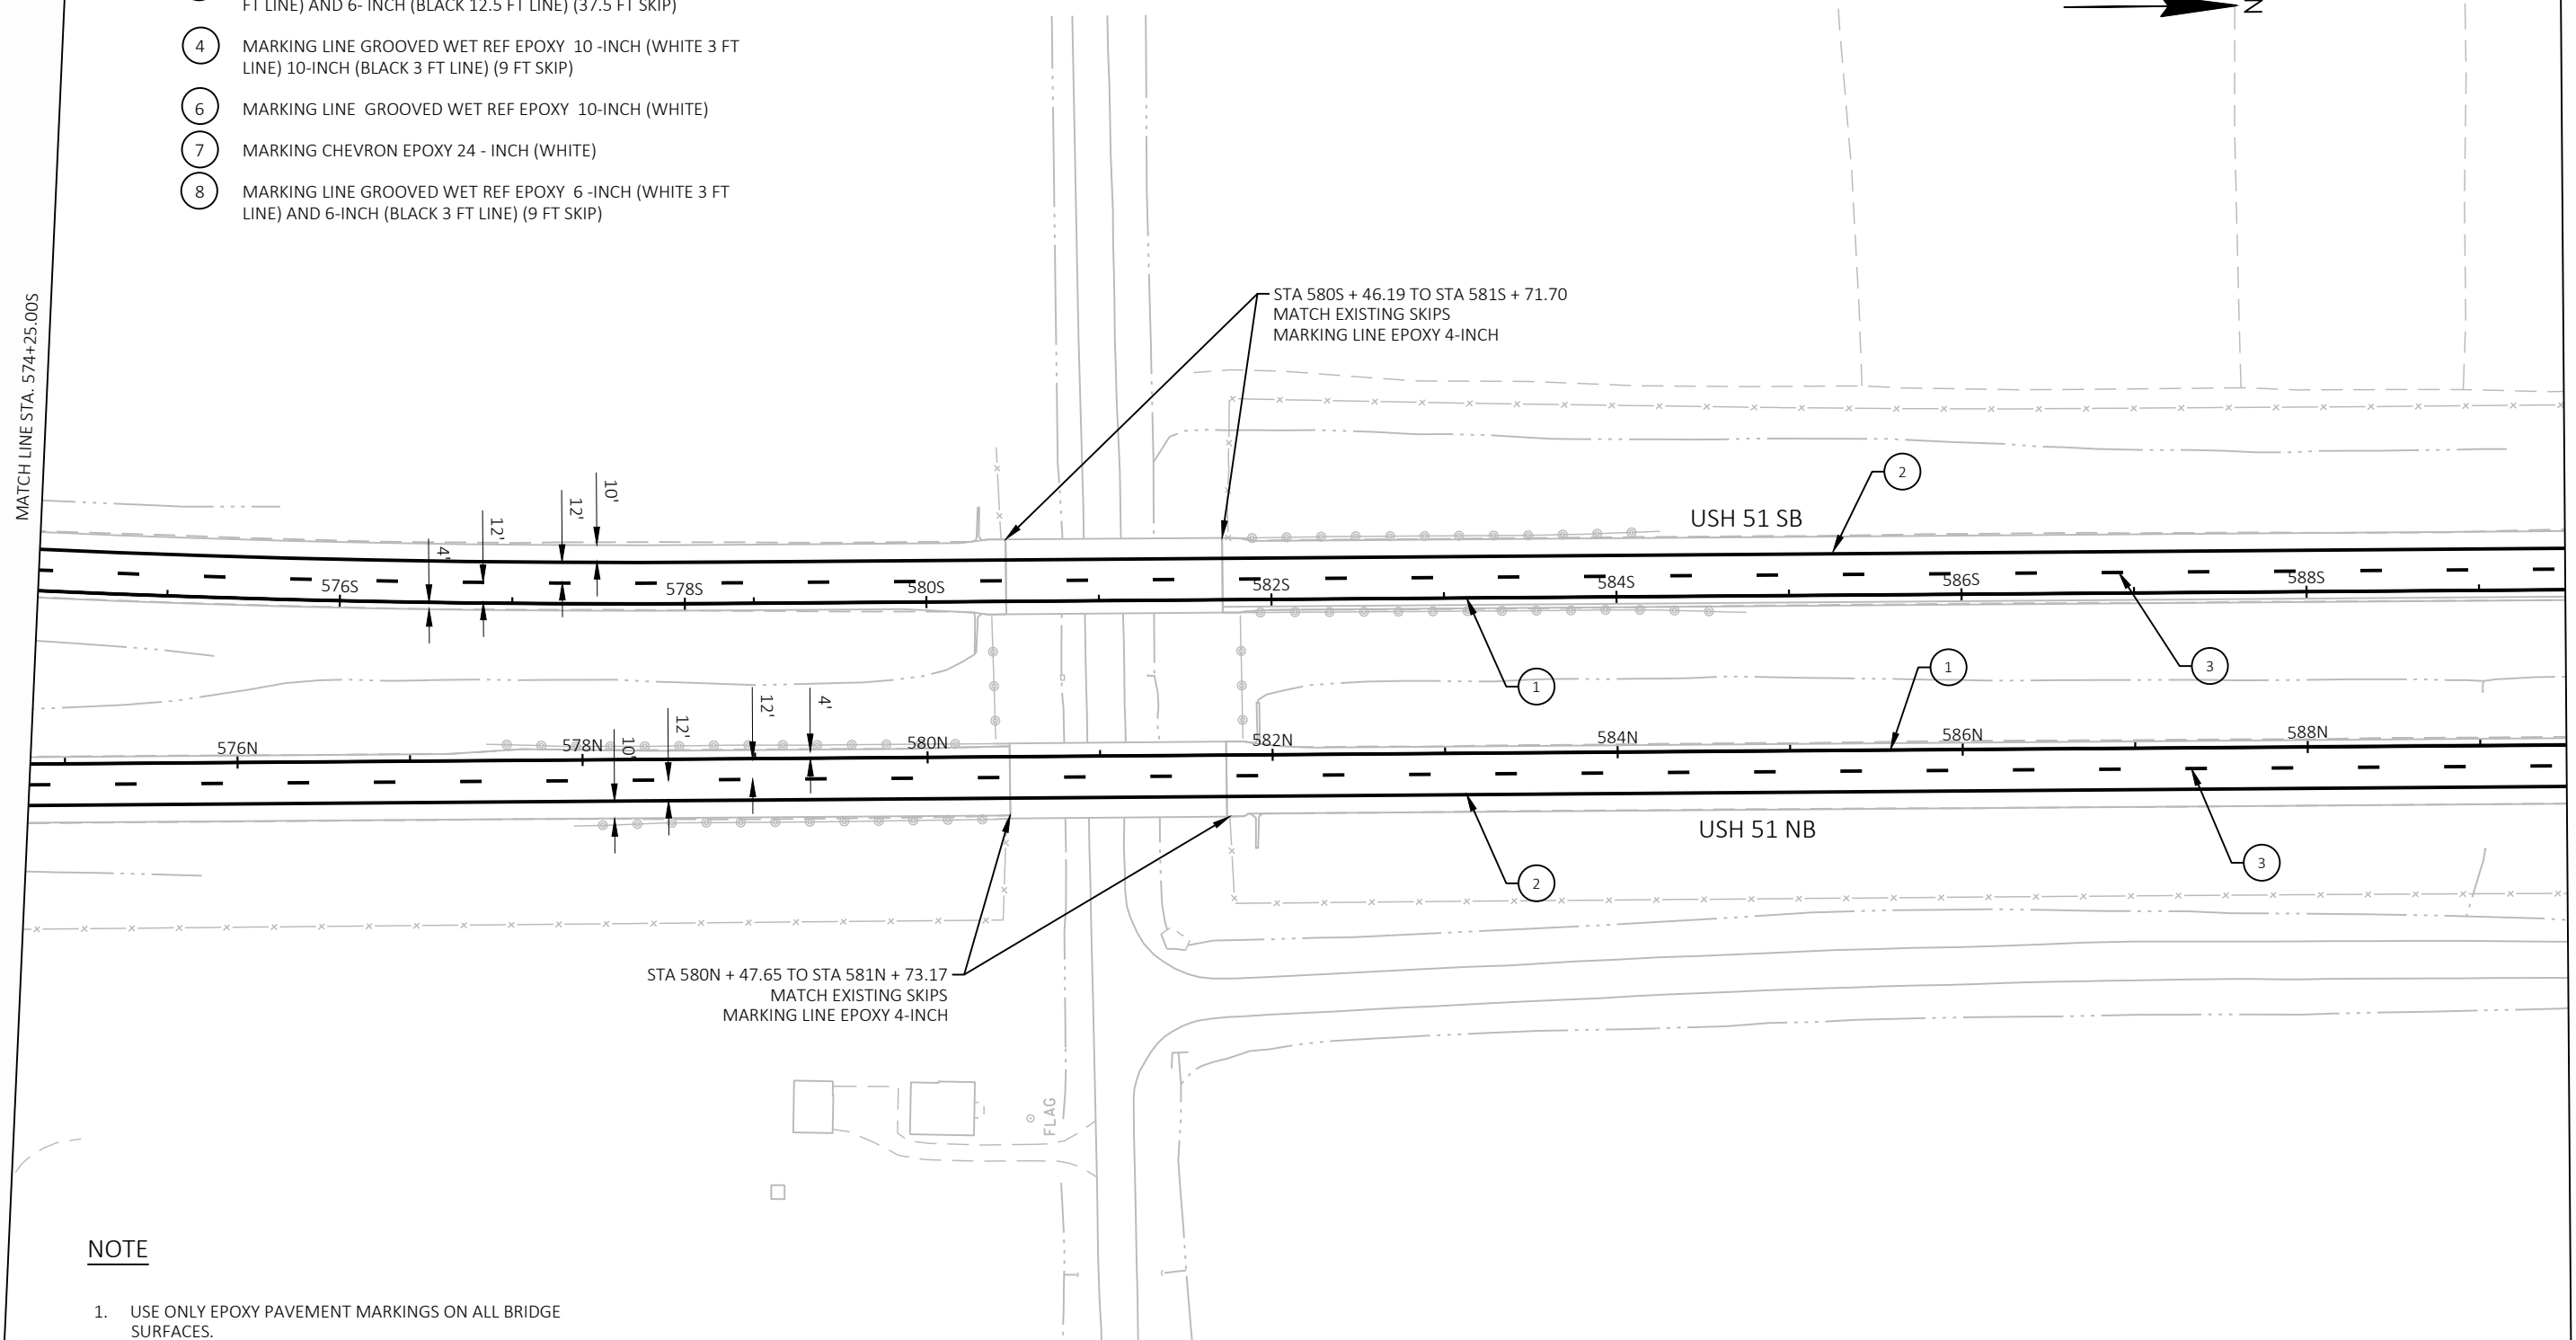 FT LINE) AND 6- INCH (BLACK 12.5 FT LINE) (37.5 FT SKIP)
4 MARKING LINE GROOVED WET REF EPOXY 10 -INCH (WHITE 3 FT
LINE) 10-INCH (BLACK 3 FT LINE) (9 FT SKIP)
6 MARKING LINE GROOVED WET REF EPOXY 10-INCH (WHITE)
7 MARKING CHEVRON EPOXY 24 - INCH (WHITE)
8 MARKING LINE GROOVED WET REF EPOXY 6 -INCH (WHITE 3 FT
LINE) AND 6-INCH (BLACK 3 FT LINE) (9 FT SKIP)
N
MATCH LINE STA. 574+25.00S
STA 580S + 46.19 TO STA 581S + 71.70
MATCH EXISTING SKIPS
MARKING LINE EPOXY 4-INCH
2
10'
12'
12'
4'
USH 51 SB
576S
578S
580S
582S
584S
586S
588S
1
1
3
4'
12'
12'
10'
576N
578N
580N
582N
584N
586N
588N
USH 51 NB
2
3
STA 580N + 47.65 TO STA 581N + 73.17
MATCH EXISTING SKIPS
MARKING LINE EPOXY 4-INCH
FLAG
NOTE
1. USE ONLY EPOXY PAVEMENT MARKINGS ON ALL BRIDGE
SURFACES.